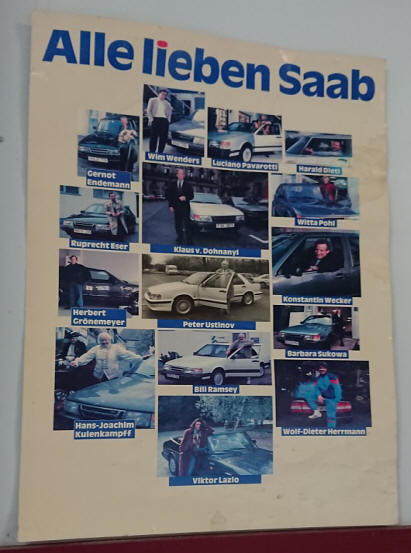 Alle lieben Saab
Gernot
Endemann
Wim Wenders
Luciano Pavarotti
Harald Dietl
Ruprecht Eser
Klaus v. Dohnanyi
Witta Pohl
Herbert
Grönemeyer
Peter Ustinov
Konstantin Wecker
Barbara Sukowa
Hans-Joachim
Kulenkampff
Bill Ramsey
Wolf-Dieter Herrmann
Viktor Lazlo